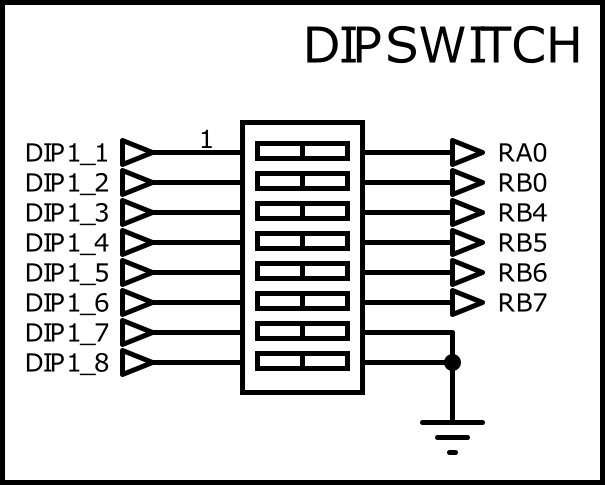 DIPSWITCH
1
DIP1_1 RA0
DIP1_2 RB0
DIP1_3 RB4
DIP1_4 RB5
DIP1_5 RB6
DIP1_6 RB7
DIP1_7
DIP1_8